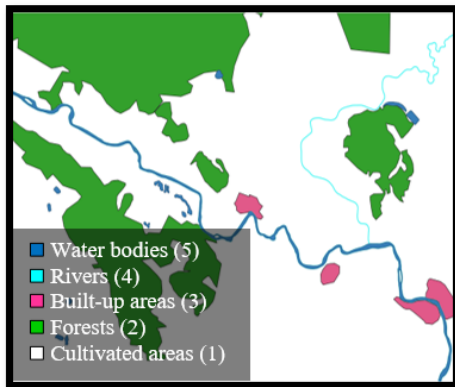 Water bodies (5)
Rivers (4)
Built-up areas (3)
Forests (2)
Cultivated areas (1)